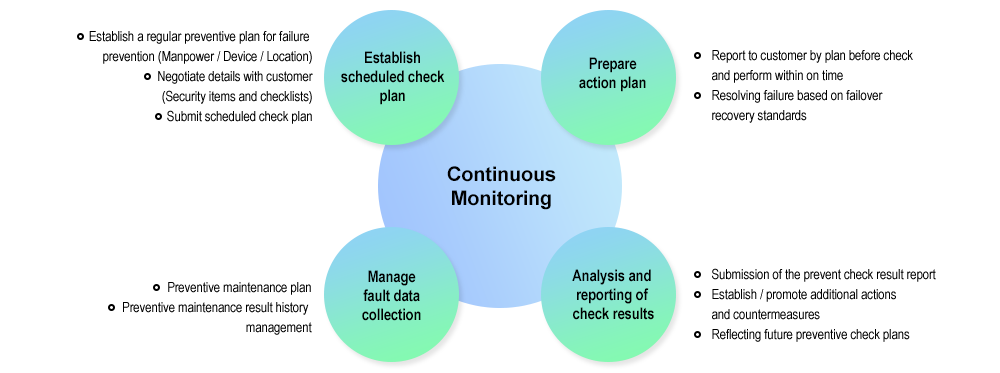 Establish a regular preventive plan for failure
prevention (Manpower / Device / Location)
Negotiate details with customer
(Security items and checklists)
Submit scheduled check plan
Establish
scheduled check
plan
Prepare
action plan
Report to customer by plan before check
and perform within on time
Resolving failure based on failover
recovery standards
Continuous
Monitoring
Preventive maintenance plan
Preventive maintenance result history
management
Manage
fault data
collection
Analysis and
reporting of
check results
Submission of the prevent check result report
Establish / promote additional actions
and countermeasures
Reflecting future preventive check plans